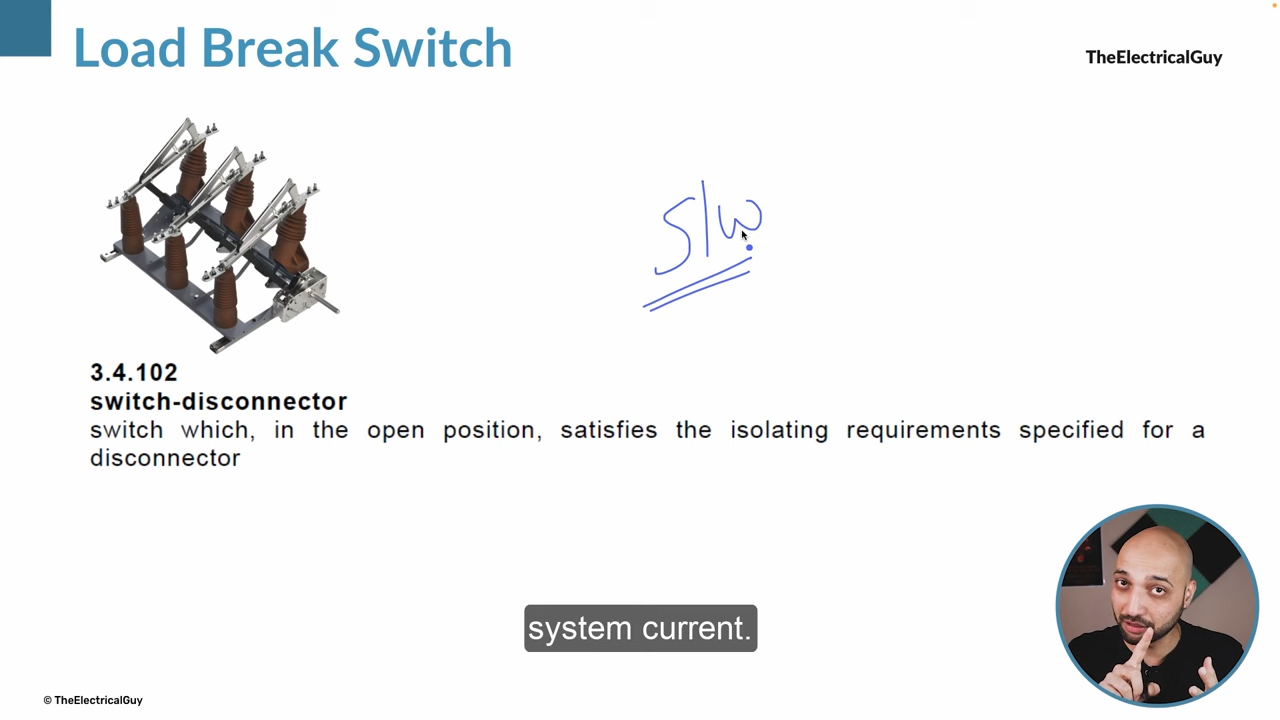 Load Break Switch
TheElectricalGuy
S/W
3.4.102
switch-disconnector
switch which, in the open position, satisfies the isolating requirements specified for a
disconnector
system current.
© TheElectricalGuy